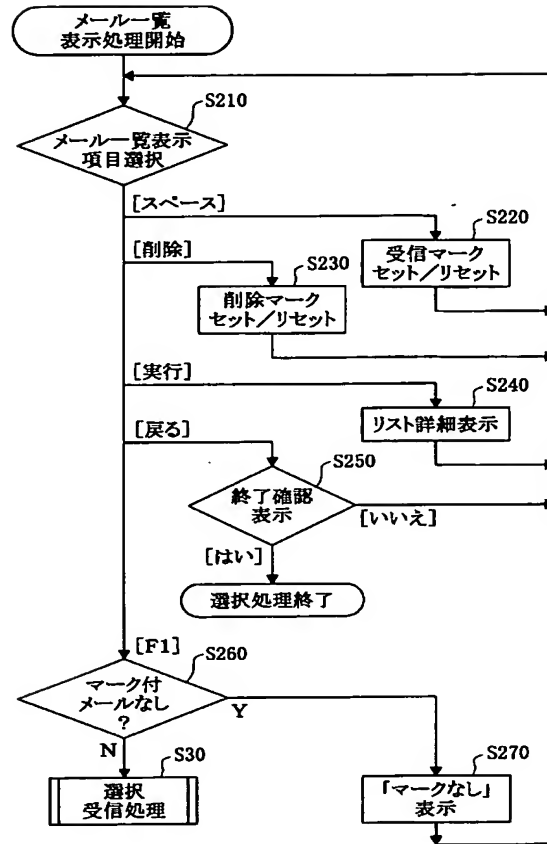 メール一覧
表示処理開始
S210
メール一覧表示
項目選択
[スペース]
S220
受信マーク
セット／リセット
[削除]
S230
削除マーク
セット／リセット
[実行]
S240
リスト詳細表示
[戻る]
S250
終了確認
表示
[いいえ]
[はい]
選択処理終了
[F1]
S260
マーク付
メールなし
?
Y
N
S30
選択
受信処理
S270
「マークなし」
表示